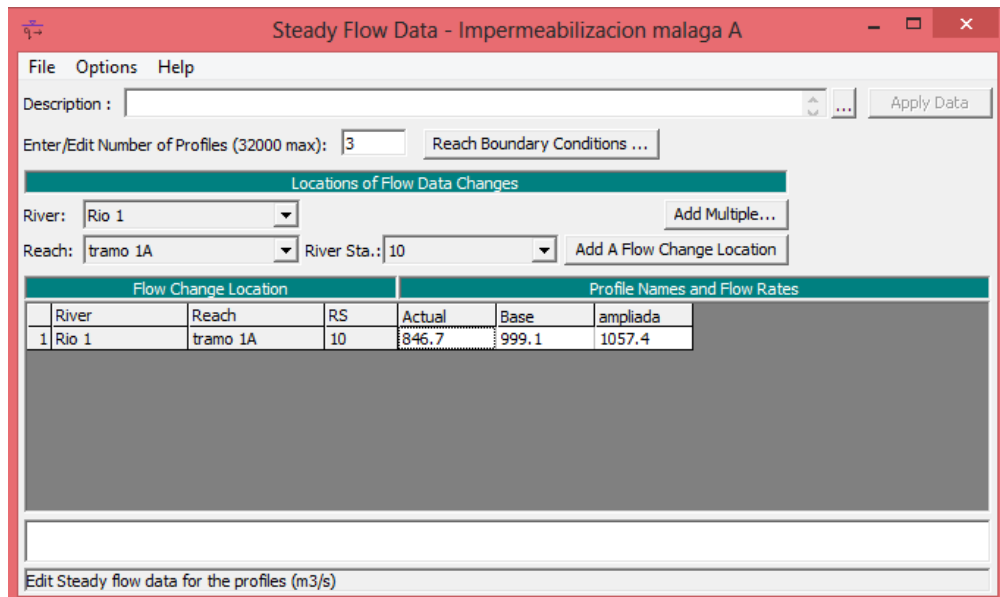 Steady Flow Data - Impermeabilizacion malaga A
File Options Help
Description : ... Apply Data
Enter/Edit Number of Profiles (32000 max): 3 Reach Boundary Conditions ...
Locations of Flow Data Changes
River: Rio 1 Add Multiple...
Reach: tramo 1A River Sta.: 10 Add A Flow Change Location
Flow Change Location Profile Names and Flow Rates
River Reach RS Actual Base ampliada
1 Rio 1 tramo 1A 10 846.7 999.1 1057.4
Edit Steady flow data for the profiles (m3/s)